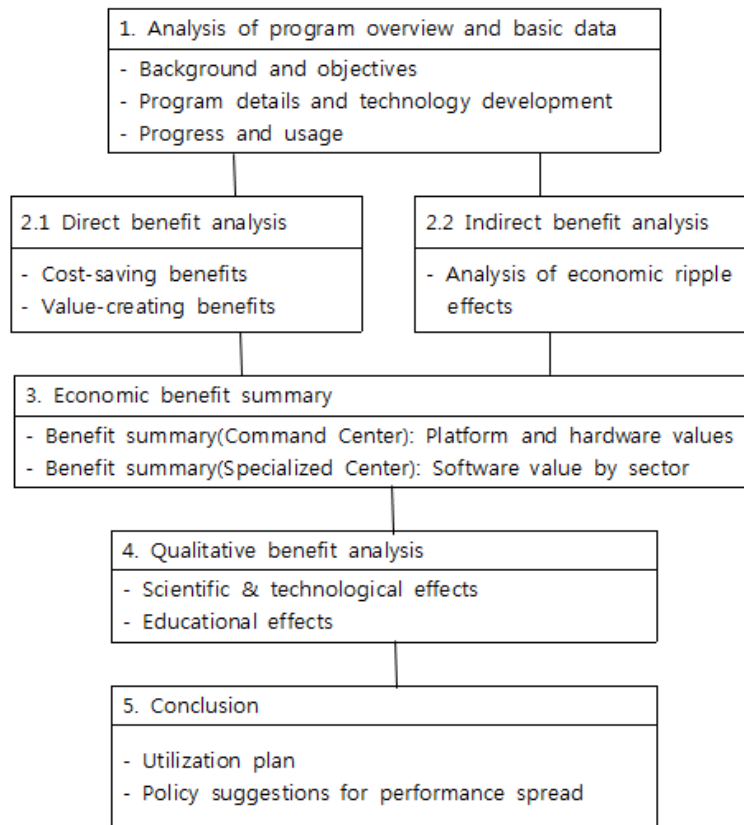 1. Analysis of program overview and basic data
- Background and objectives
- Program details and technology development
- Progress and usage
2.1 Direct benefit analysis
- Cost-saving benefits
- Value-creating benefits
2.2 Indirect benefit analysis
- Analysis of economic ripple
effects
3. Economic benefit summary
- Benefit summary(Command Center): Platform and hardware values
- Benefit summary(Specialized Center): Software value by sector
4. Qualitative benefit analysis
- Scientific & technological effects
- Educational effects
5. Conclusion
- Utilization plan
- Policy suggestions for performance spread